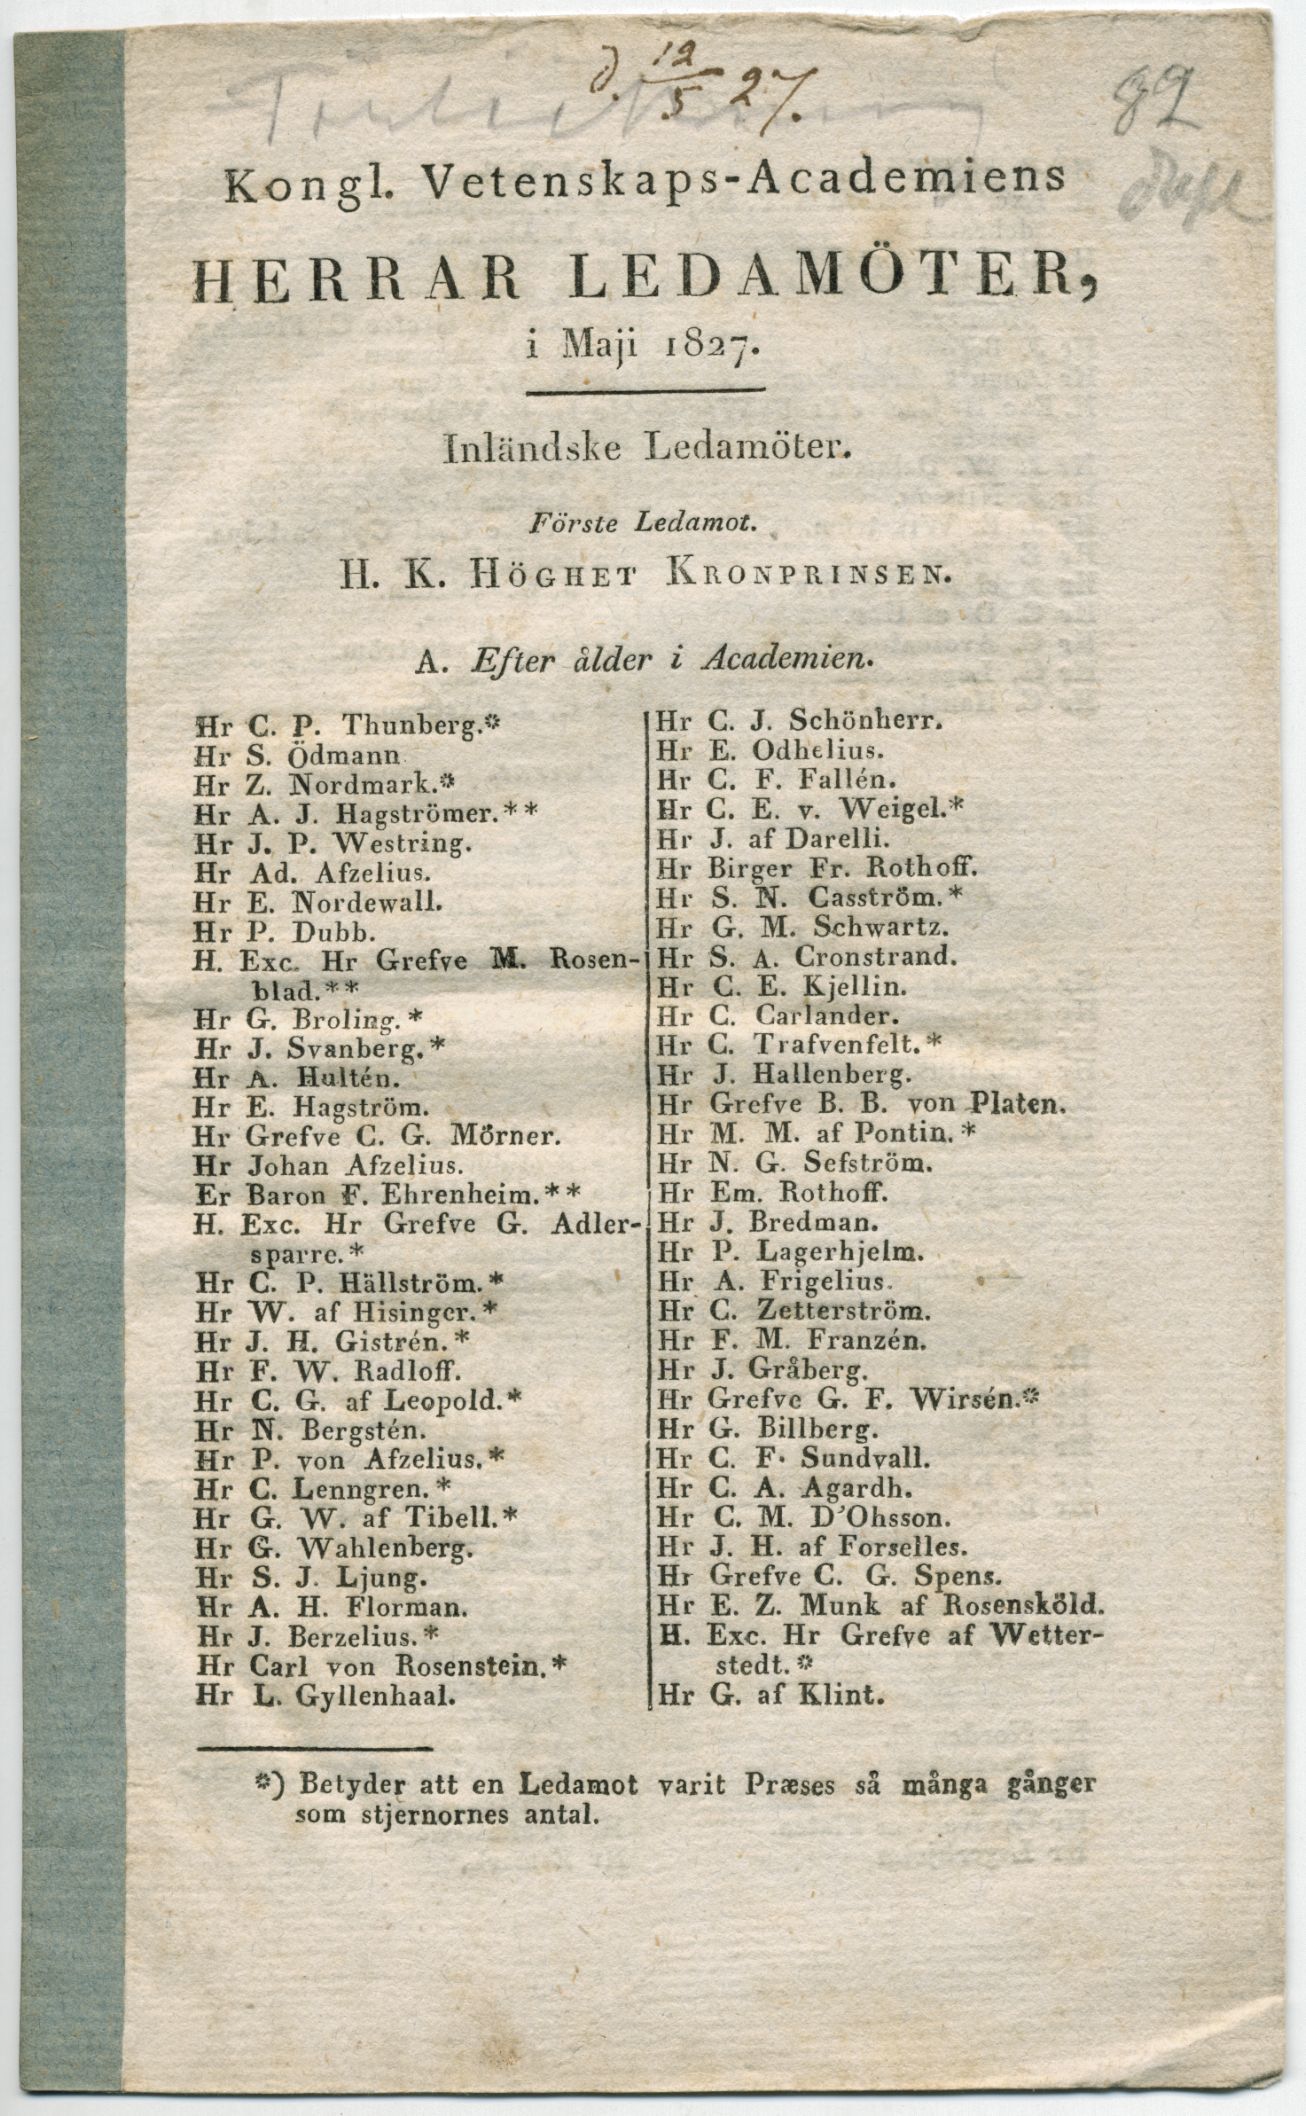 d. 12/5 27.
82
Kongl. Vetenskaps-Academiens
HERRAR LEDAMÖTER,
i Maji 1827.
Inländske Ledamöter.
Förste Ledamot.
H. K. HÖGHET KRONPRINSEN.
A. Efter ålder i Academien.
Hr C. P. Thunberg.*
Hr S. Ödmann
Hr Z. Nordmark.*
Hr A. J. Hagströmer.**
Hr J. P. Westring.
Hr Ad. Afzelius.
Hr E. Nordewall.
Hr P. Dubb.
H. Exc. Hr Grefve M. Rosen-
blad.**
Hr G. Broling.*
Hr J. Svanberg.*
Hr A. Hultén.
Hr E. Hagström.
Hr Grefve C. G. Mörner.
Hr Johan Afzelius.
Er Baron F. Ehrenheim.**
H. Exc. Hr Grefve G. Adler-
sparre.*
Hr C. P. Hällström.*
Hr W. af Hisinger.*
Hr J. H. Gistrén.*
Hr F. W. Radloff.
Hr C. G. af Leopold.*
Hr N. Bergstén.
Hr P. von Afzelius.*
Hr C. Lenngren.*
Hr G. W. af Tibell.*
Hr G. Wahlenberg.
Hr S. J. Ljung.
Hr A. H. Florman.
Hr J. Berzelius.*
Hr Carl von Rosenstein.*
Hr L. Gyllenhaal.
Hr C. J. Schönherr.
Hr E. Odhelius.
Hr C. F. Fallén.
Hr C. E. v. Weigel.*
Hr J. af Darelli.
Hr Birger Fr. Rothoff.
Hr S. N. Casström.*
Hr G. M. Schwartz.
Hr S. A. Cronstrand.
Hr C. E. Kjellin.
Hr C. Carlander.
Hr C. Trafvenfelt.*
Hr J. Hallenberg.
Hr Grefve B. B. von Platen.
Hr M. M. af Pontin.*
Hr N. G. Sefström.
Hr Em. Rothoff.
Hr J. Bredman.
Hr P. Lagerhjelm.
Hr A. Frigelius.
Hr C. Zetterström.
Hr F. M. Franzén.
Hr J. Gråberg.
Hr Grefve G. F. Wirsén.*
Hr G. Billberg.
Hr C. F. Sundvall.
Hr C. A. Agardh.
Hr C. M. D'Ohsson.
Hr J. H. af Forselles.
Hr Grefve C. G. Spens.
Hr E. Z. Munk af Rosensköld.
H. Exc. Hr Grefve af Wetter-
stedt.*
Hr G. af Klint.
*) Betyder att en Ledamot varit Præses så många gånger
som stjernornes antal.